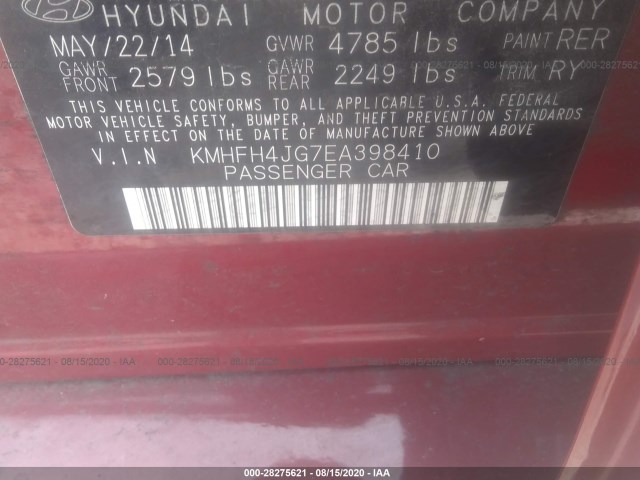 HYUNDAI MOTOR COMPANY
MAY/22/14 GVWR 4785 lbs PAINT RER
GAWR FRONT 2579 lbs GAWR REAR 2249 lbs TRIM RY
THIS VEHICLE CONFORMS TO ALL APPLICABLE U.S.A. FEDERAL
MOTOR VEHICLE SAFETY, BUMPER, AND THEFT PREVENTION STANDARDS
IN EFFECT ON THE DATE OF MANUFACTURE SHOWN ABOVE.
V.I.N KMHFH4JG7EA398410
PASSENGER CAR
000-28275621 - 08/15/2020 - IAA